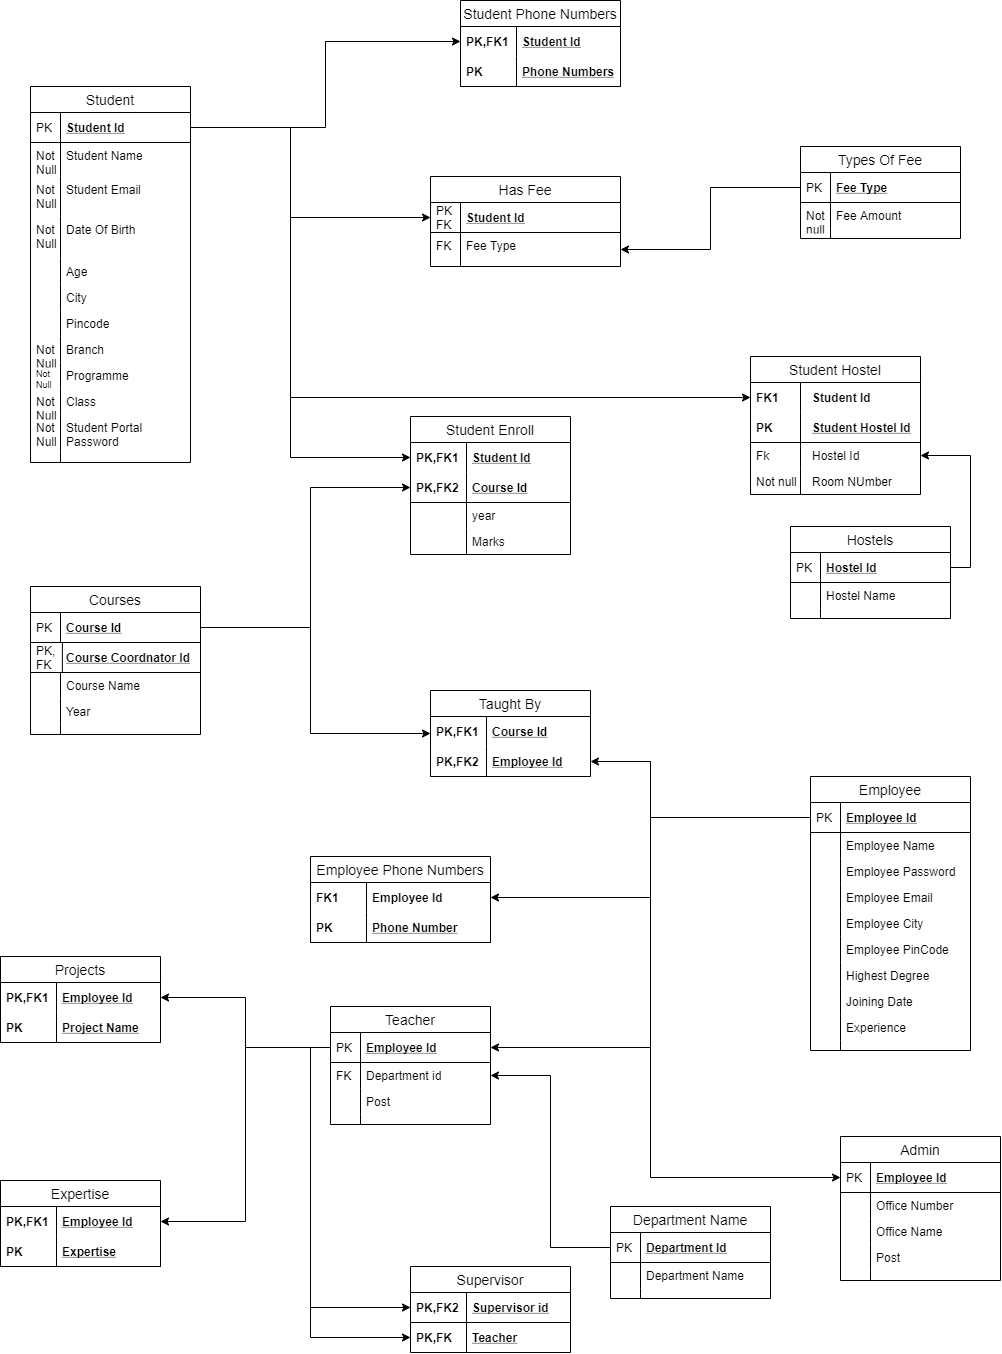 Student Phone Numbers
PK,FK1 Student Id
PK Phone Numbers
Student
PK Student Id
Not Null Student Name
Not Null Student Email
Not Null Date Of Birth
Age
City
Pincode
Not Null Branch
Not Null Programme
Not Null Class
Not Null Student Portal Password
Has Fee
PK FK Student Id
FK Fee Type
Types Of Fee
PK Fee Type
Not null Fee Amount
Student Hostel
FK1 Student Id
PK Student Hostel Id
Fk Hostel Id
Not null Room NUmber
Student Enroll
PK,FK1 Student Id
PK,FK2 Course Id
year
Marks
Hostels
PK Hostel Id
Hostel Name
Courses
PK Course Id
PK, FK Course Coordnator Id
Course Name
Year
Taught By
PK,FK1 Course Id
PK,FK2 Employee Id
Employee
PK Employee Id
Employee Name
Employee Password
Employee Email
Employee City
Employee PinCode
Highest Degree
Joining Date
Experience
Employee Phone Numbers
FK1 Employee Id
PK Phone Number
Projects
PK,FK1 Employee Id
PK Project Name
Teacher
PK Employee Id
FK Department id
Post
Admin
PK Employee Id
Office Number
Office Name
Post
Expertise
PK,FK1 Employee Id
PK Expertise
Department Name
PK Department Id
Department Name
Supervisor
PK,FK2 Supervisor id
PK,FK Teacher